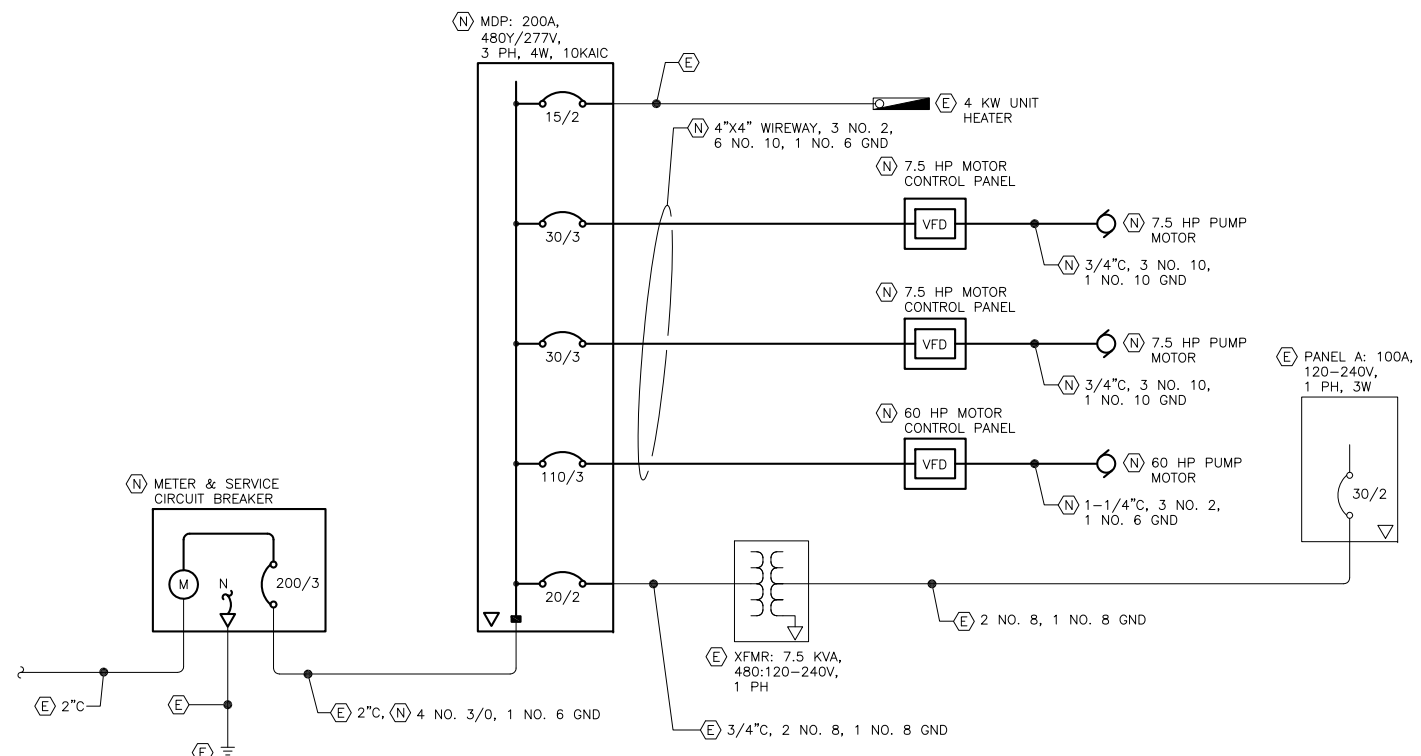 N MDP: 200A,
480Y/277V,
3 PH, 4W, 10KAIC
E
15/2
E 4 KW UNIT
HEATER
N 4"X4" WIREWAY, 3 NO. 2,
6 NO. 10, 1 NO. 6 GND
N 7.5 HP MOTOR
CONTROL PANEL
30/3
VFD
N 7.5 HP PUMP
MOTOR
N 3/4"C, 3 NO. 10,
1 NO. 10 GND
N 7.5 HP MOTOR
CONTROL PANEL
30/3
VFD
N 7.5 HP PUMP
MOTOR
N 3/4"C, 3 NO. 10,
1 NO. 10 GND
E PANEL A: 100A,
120-240V,
1 PH, 3W
30/2
N 60 HP MOTOR
CONTROL PANEL
110/3
VFD
N 60 HP PUMP
MOTOR
N 1-1/4"C, 3 NO. 2,
1 NO. 6 GND
N METER & SERVICE
CIRCUIT BREAKER
M
N
200/3
20/2
E 2 NO. 8, 1 NO. 8 GND
E XFMR: 7.5 KVA,
480:120-240V,
1 PH
E 2"C
E
E 2"C, N 4 NO. 3/0, 1 NO. 6 GND
E 3/4"C, 2 NO. 8, 1 NO. 8 GND
E